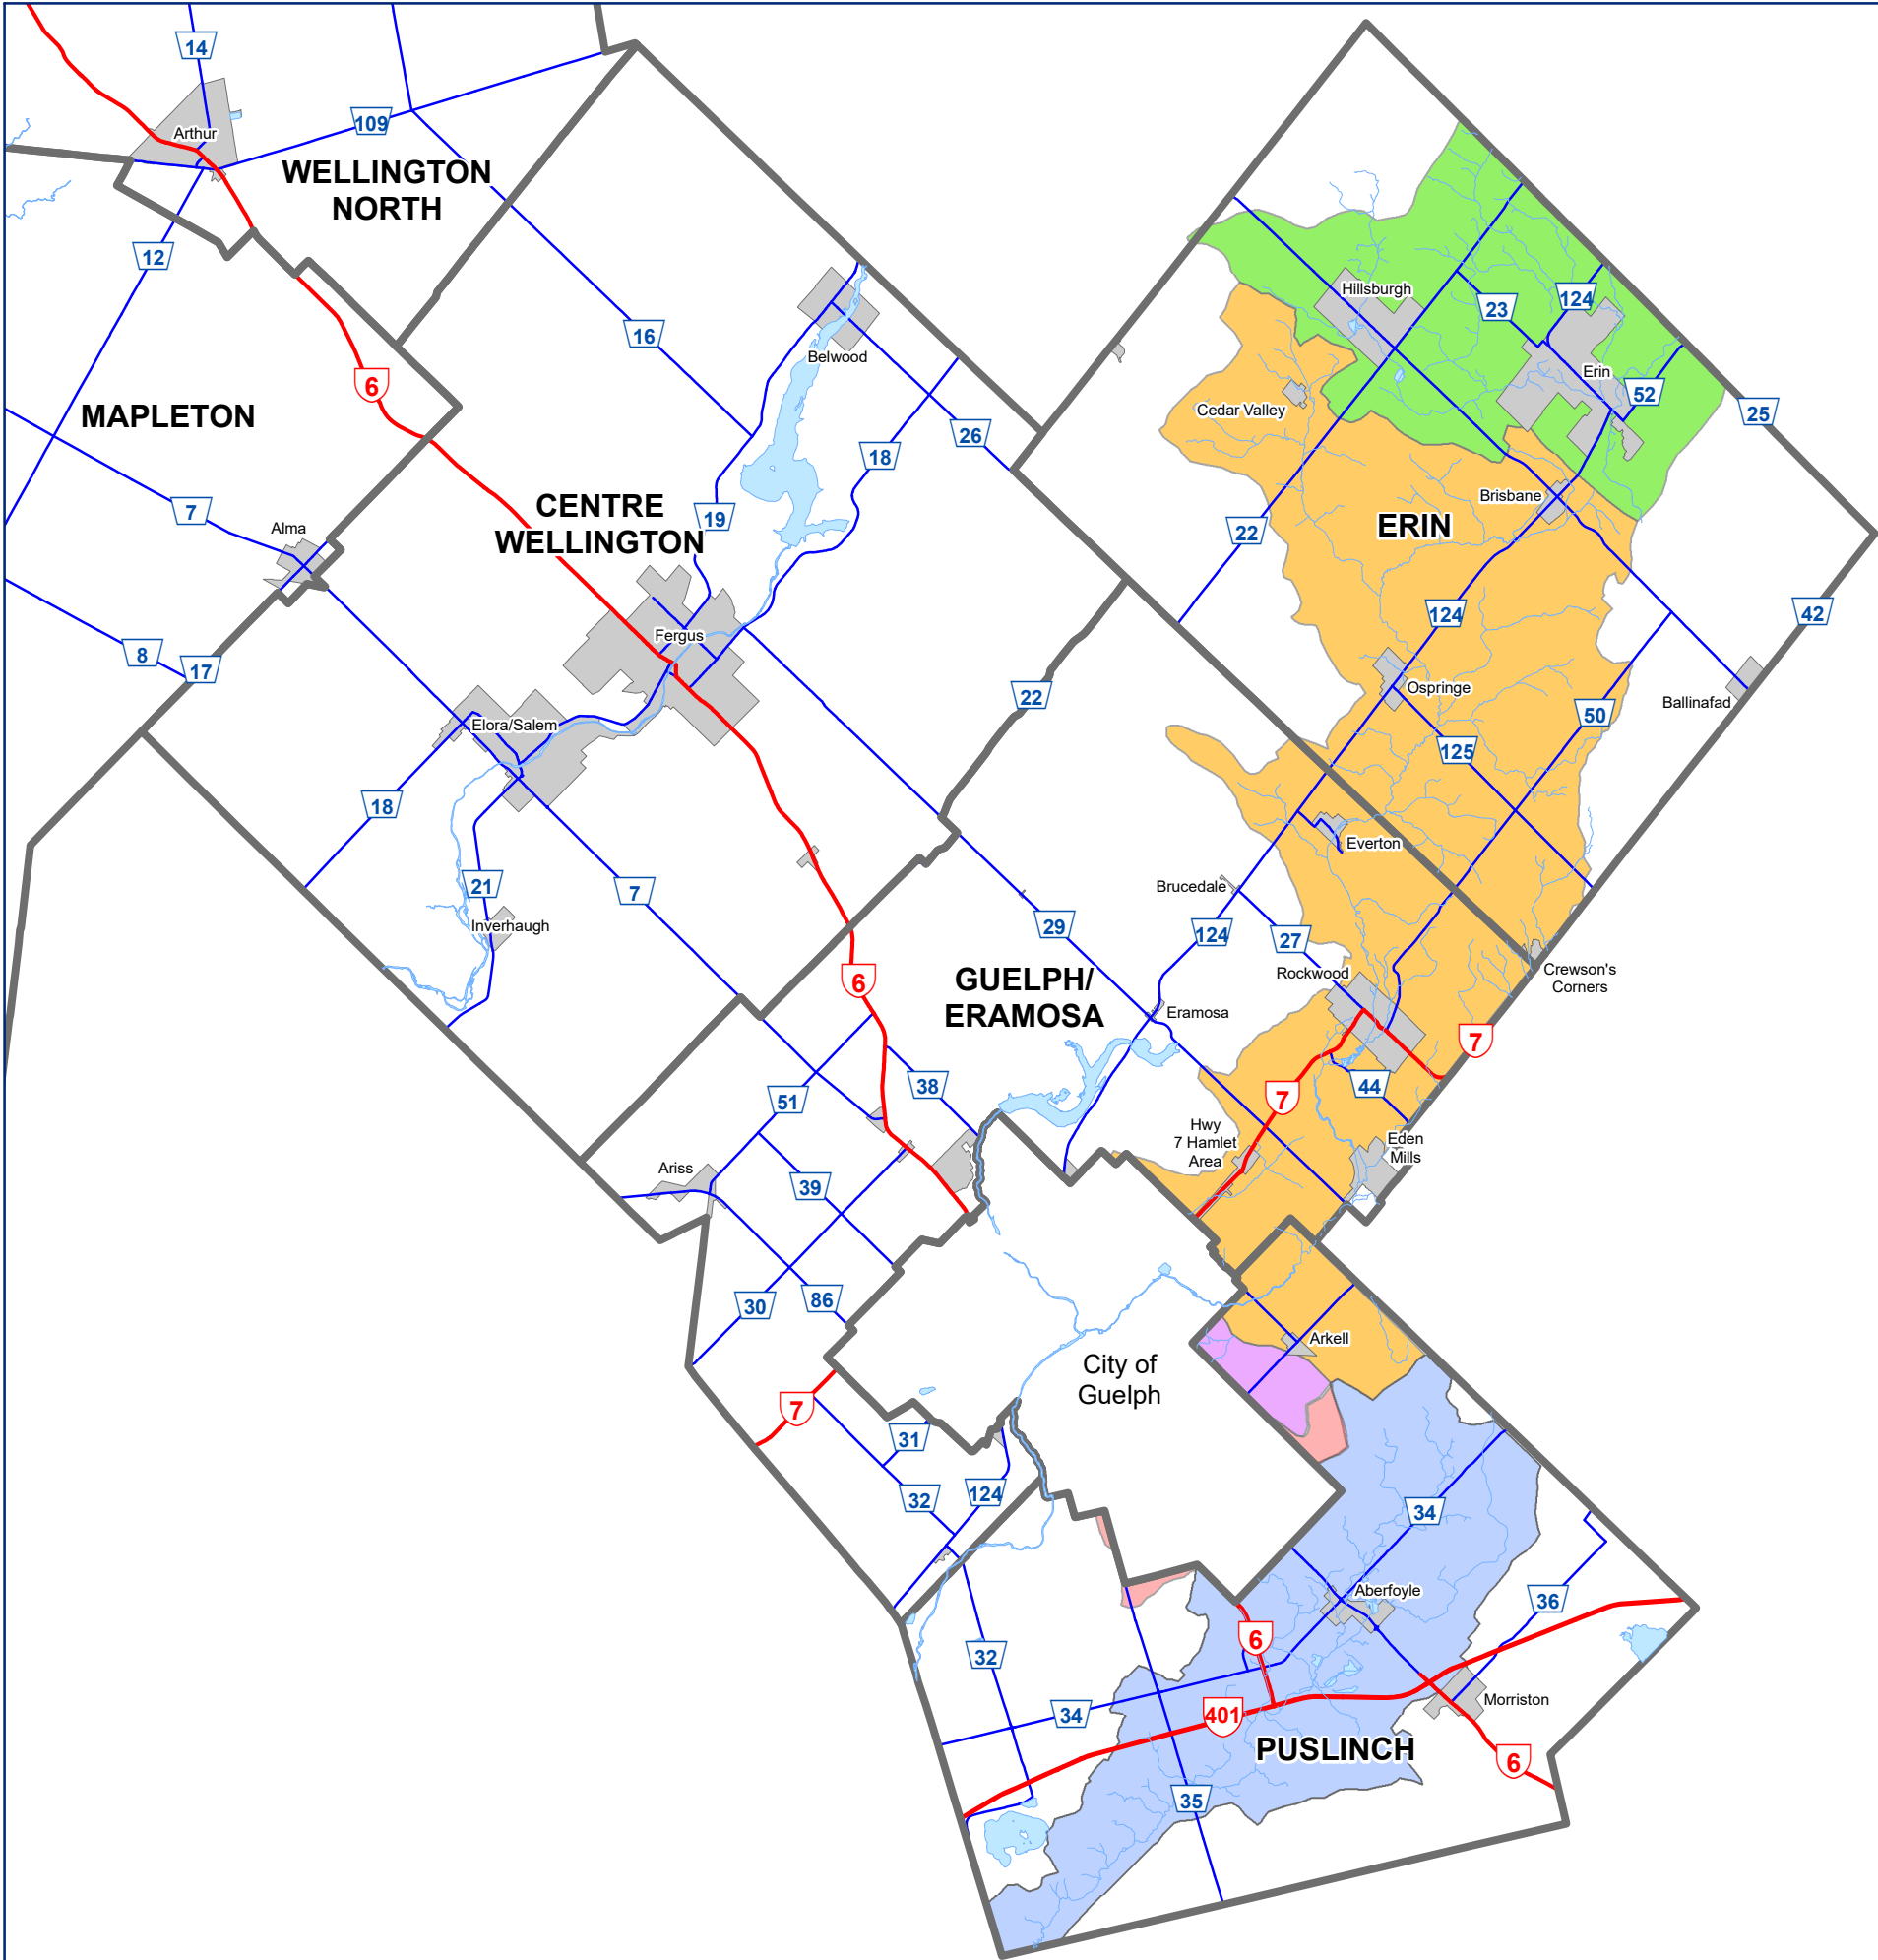 14
Arthur
109
WELLINGTON
NORTH
12
6
16
MAPLETON
7
Alma
8
17
CENTRE
WELLINGTON
19
18
26
Belwood
Fergus
Elora/Salem
18
21
Inverhaugh
7
22
29
6
GUELPH/
ERAMOSA
Hillsburgh
23
124
Erin
52
25
Cedar Valley
Brisbane
ERIN
22
124
42
Ospringe
50
Ballinafad
125
Everton
Brucedale
124
27
Rockwood
Crewson's
Corners
Eramosa
7
7
44
Hwy
7 Hamlet
Area
Eden
Mills
38
51
Ariss
39
30
86
7
31
32
124
City of
Guelph
Arkell
34
Aberfoyle
36
6
32
34
401
Morriston
PUSLINCH
6
35